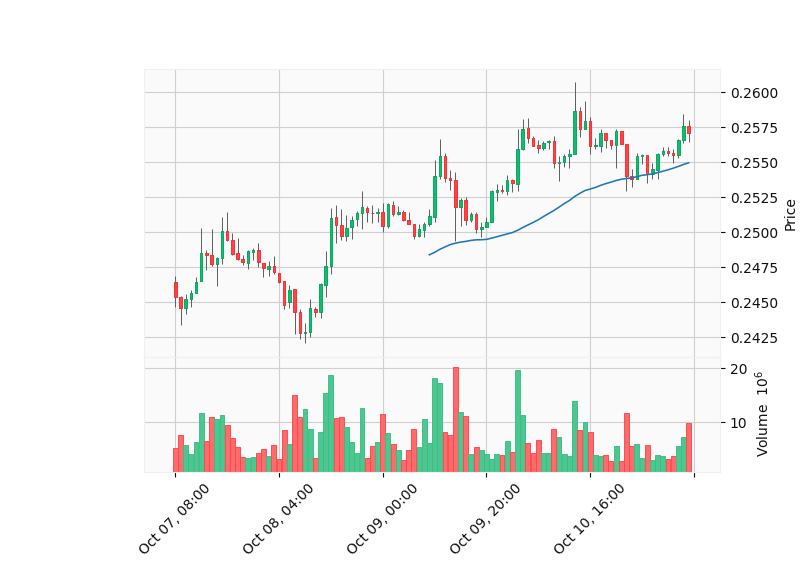 0.2600
0.2575
0.2550
0.2525
0.2500
0.2475
0.2450
0.2425
Price
20
10
Volume 10^6
Oct 07, 08:00
Oct 08, 04:00
Oct 09, 00:00
Oct 09, 20:00
Oct 10, 16:00